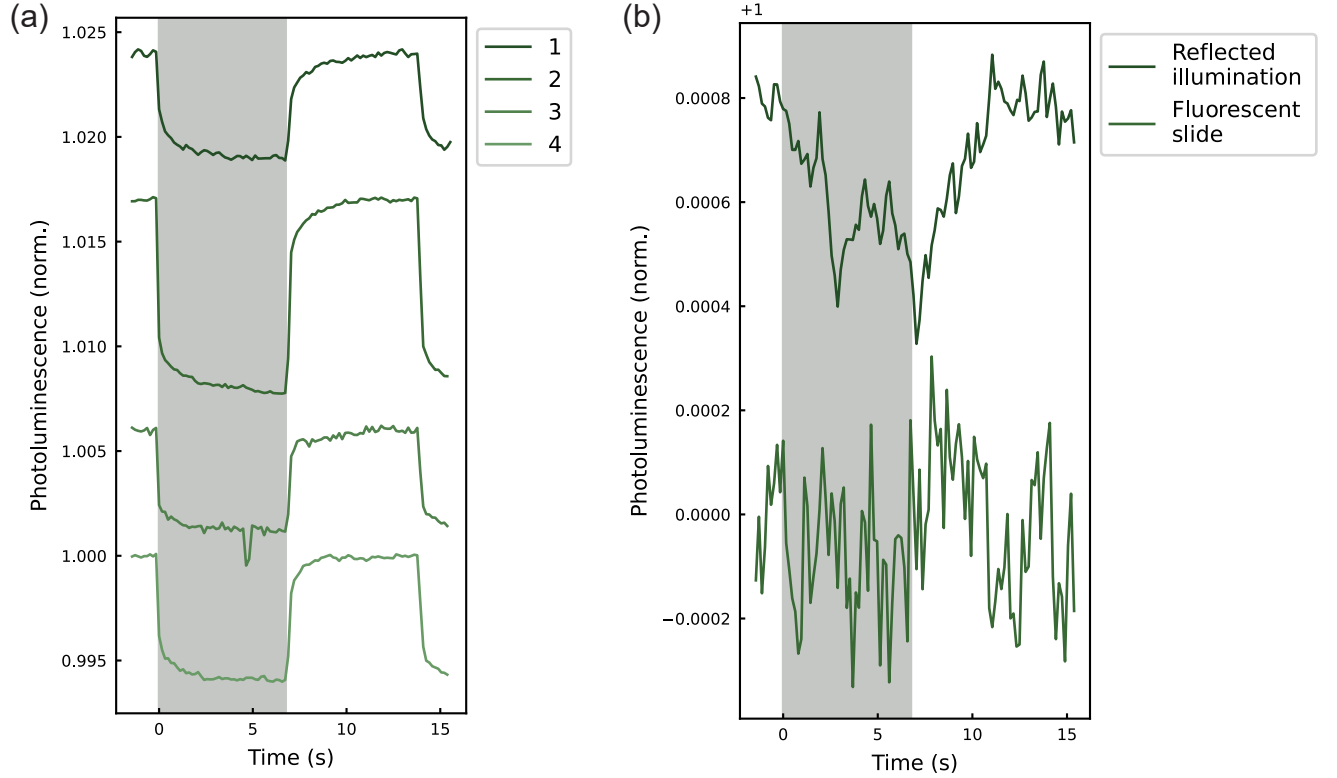 (a)
1.025
1.020
1.015
1.010
1.005
1.000
0.995
0
5
10
15
Time (s)
Photoluminescence (norm.)
1
2
3
4
(b)
+1
0.0008
0.0006
0.0004
0.0002
0.0000
−0.0002
0
5
10
15
Time (s)
Photoluminescence (norm.)
Reflected
illumination
Fluorescent
slide